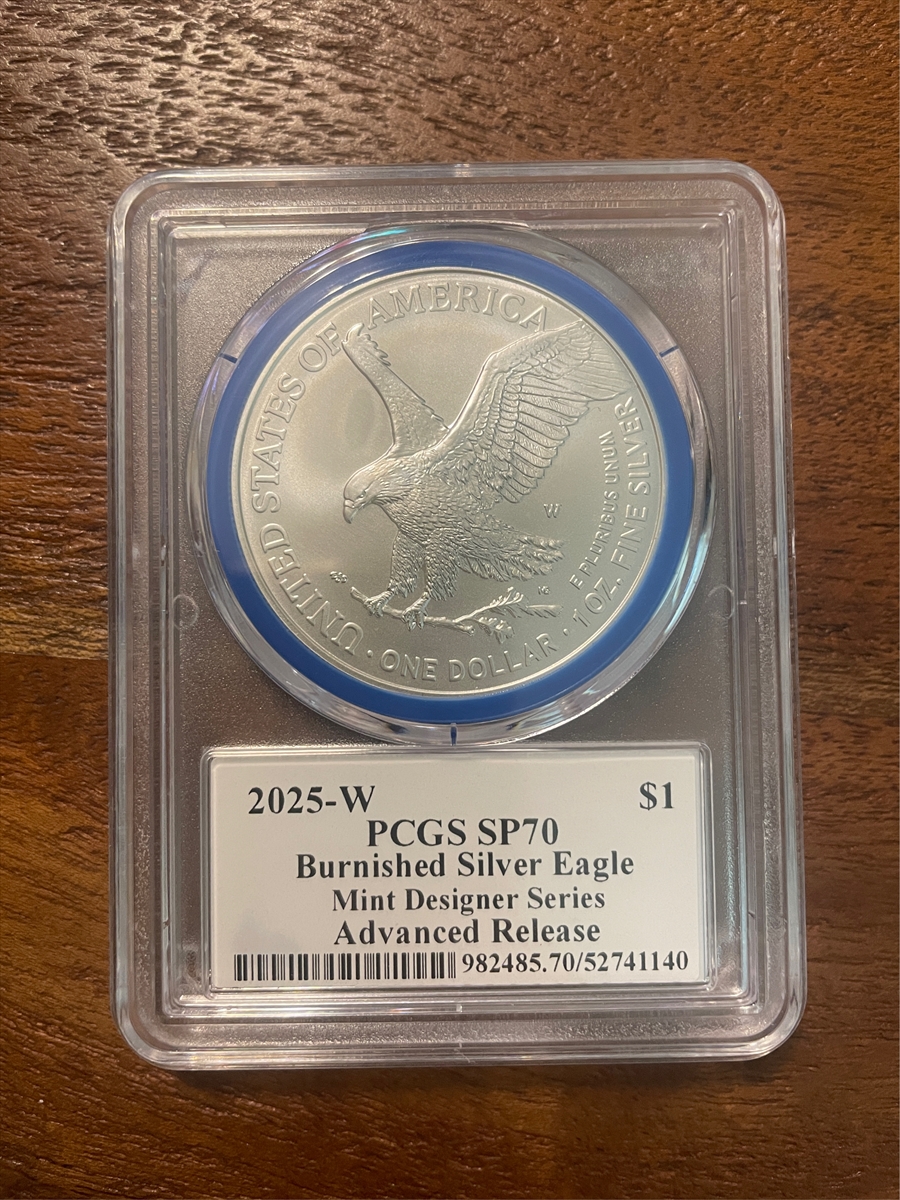 UNITED STATES OF AMERICA
W
E PLURIBUS UNUM
1 OZ. FINE SILVER
· ONE DOLLAR ·
2025-W $1
PCGS SP70
Burnished Silver Eagle
Mint Designer Series
Advanced Release
982485.70/52741140